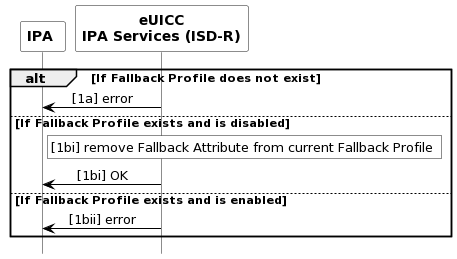 IPA
eUICC
IPA Services (ISD-R)
alt
If Fallback Profile does not exist]
[1a] error
If Fallback Profile exists and is disabled]
[1bi] remove Fallback Attribute from current Fallback Profile
[1bi] OK
If Fallback Profile exists and is enabled]
[1bii] error